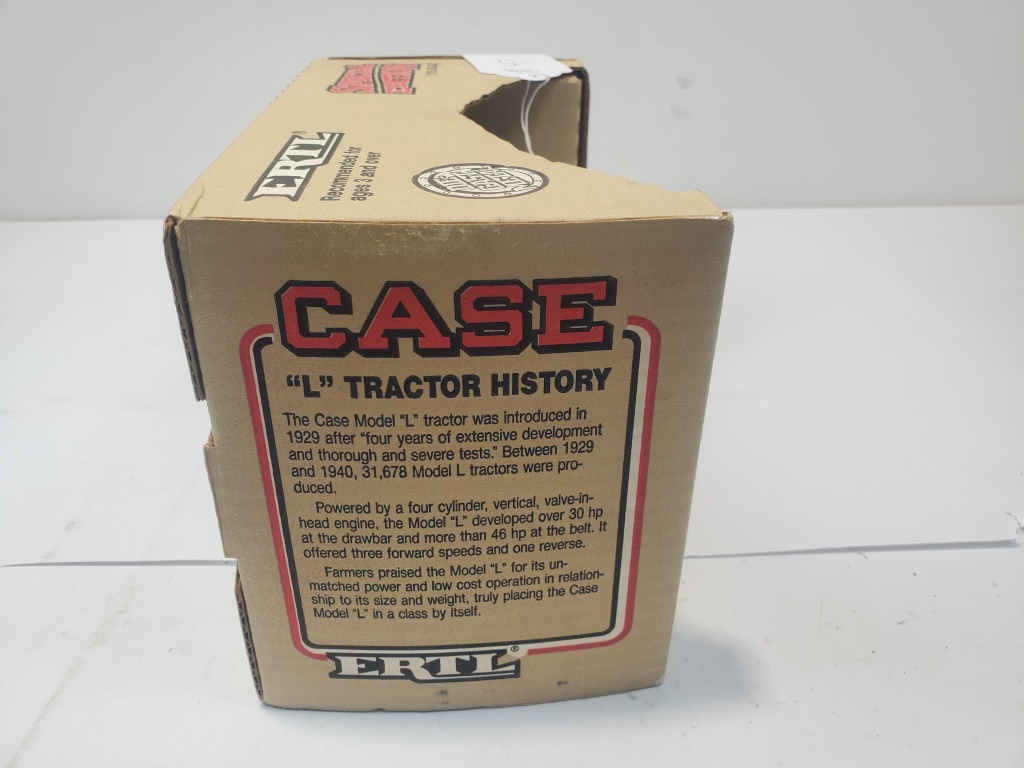 ERTL®
Recommended for
ages 3 and over
CASE
“L” TRACTOR HISTORY
The Case Model “L” tractor was introduced in
1929 after “four years of extensive development
and thorough and severe tests.” Between 1929
and 1940, 31,678 Model L tractors were pro-
duced.
Powered by a four cylinder, vertical, valve-in-
head engine, the Model “L” developed over 30 hp
at the drawbar and more than 46 hp at the belt. It
offered three forward speeds and one reverse.
Farmers praised the Model “L” for its un-
matched power and low cost operation in relation-
ship to its size and weight, truly placing the Case
Model “L” in a class by itself.
ERTL®